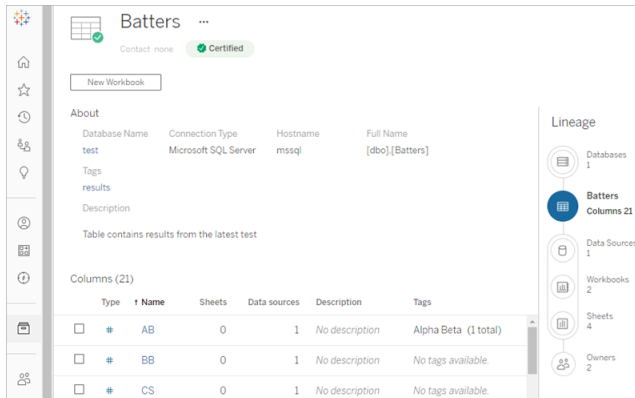 Batters ...
Contact none Certified
New Workbook
About
Database Name Connection Type Hostname Full Name
test Microsoft SQL Server mssql [dbo].[Batters]
Tags
results
Description
Table contains results from the latest test
Columns (21)
Type ↑ Name Sheets Data sources Description Tags
# AB 0 1 No description Alpha Beta (1 total)
# BB 0 1 No description No tags available.
# CS 0 1 No description No tags available.
Lineage
Databases
1
Batters
Columns 21
Data Sources
1
Workbooks
2
Sheets
4
Owners
2